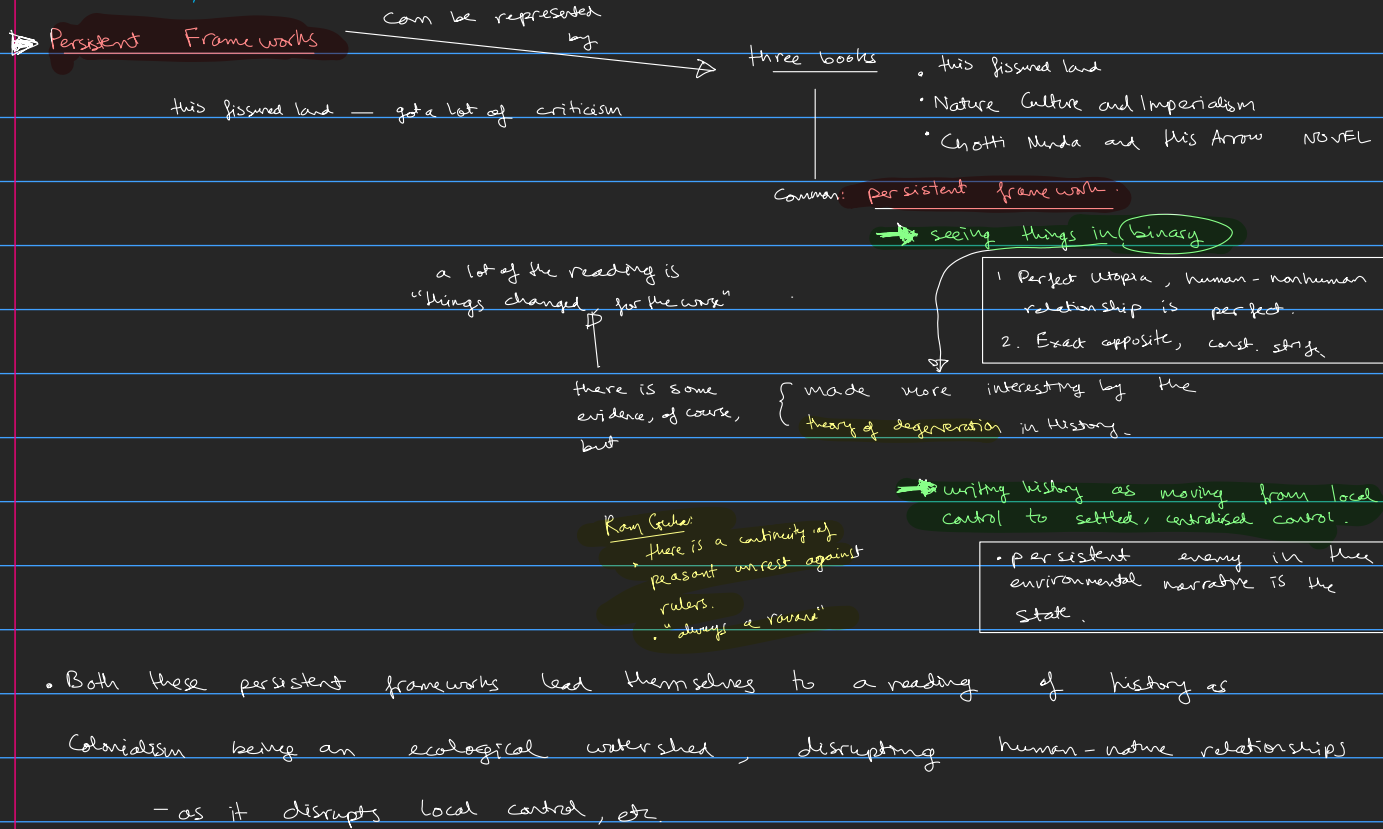 Persistent Frameworks
can be represented
by
three books
• this fissured land
• Nature Culture and Imperialism
• Chotti Munda and His Arrow NOVEL
this fissured land — got a lot of criticism
Common: persistent framework.
→ seeing things in binary
1 Perfect Utopia, human-nonhuman
relationship is perfect.
2. Exact opposite, const. strife
a lot of the reading is
"things changed for the worse"
there is some
evidence, of course,
but
made more interesting by the
theory of degeneration in History.
→ writing history as moving from local
control to settled, centralised control.
• persistent enemy in thee
environmental narrative is the
state.
Ram Guha:
• there is a continuity of
peasant unrest against
rulers.
• "always a ravana"
• Both these persistent frameworks lead themselves to a reading of history as
Colonialism being an ecological watershed, disrupting human-nature relationships
- as it disrupts local control, etc.